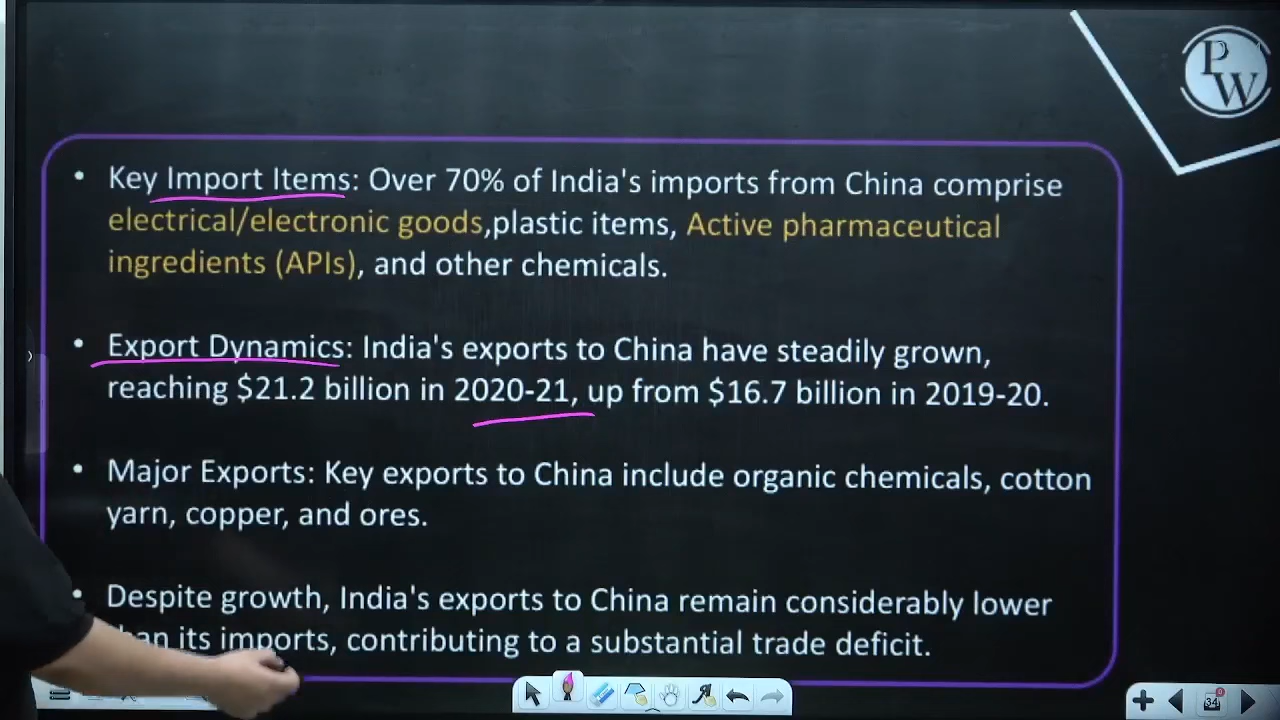 PW
• Key Import Items: Over 70% of India's imports from China comprise
electrical/electronic goods,plastic items, Active pharmaceutical
ingredients (APIs), and other chemicals.
• Export Dynamics: India's exports to China have steadily grown,
reaching $21.2 billion in 2020-21, up from $16.7 billion in 2019-20.
• Major Exports: Key exports to China include organic chemicals, cotton
yarn, copper, and ores.
• Despite growth, India's exports to China remain considerably lower
its imports, contributing to a substantial trade deficit.
34